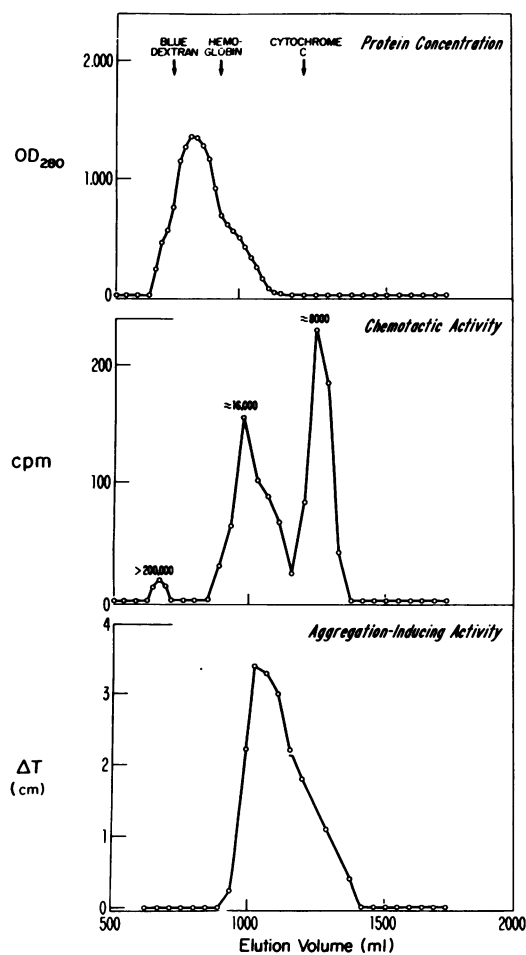 BLUE
DEXTRAN
HEMO-
GLOBIN
CYTOCHROME
C
Protein Concentration
2.000
OD280
1.000
0
Chemotactic Activity
≈8000
200
≈16,000
cpm
100
>200,000
0
Aggregation-Inducing Activity
4
3
ΔT
(cm)
2
1
0
500 1000 1500 2000
Elution Volume (ml)